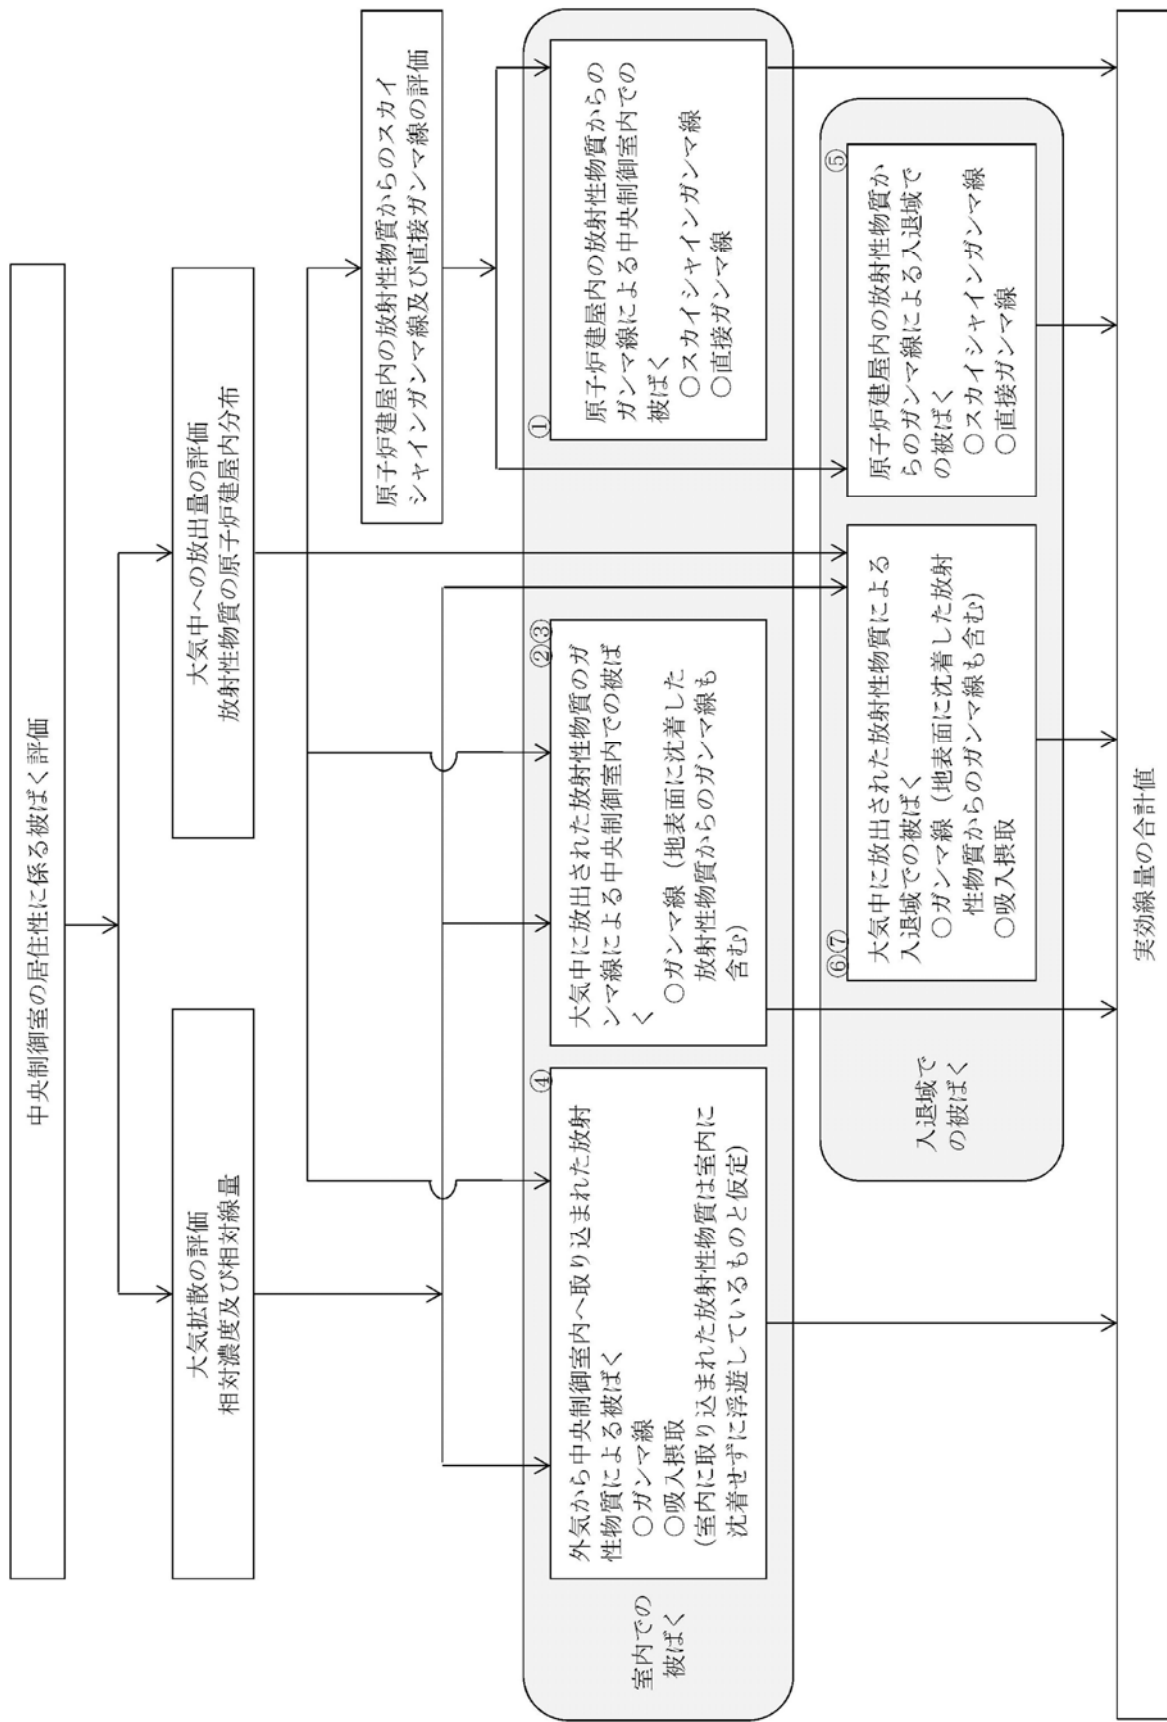 中央制御室の居住性に係る被ばく評価
大気拡散の評価
相対濃度及び相対線量
大気中への放出量の評価
放射性物質の原子炉建屋内分布
原子炉建屋内の放射性物質からのスカイ
シャインガンマ線及び直接ガンマ線の評価
室内での
被ばく
④
外気から中央制御室内へ取り込まれた放射
性物質による被ばく
○ガンマ線
○吸入摂取
(室内に取り込まれた放射性物質は室内に
沈着せずに浮遊しているものと仮定)
②③
大気中に放出された放射性物質のガ
ンマ線による中央制御室内での被ば
く
○ガンマ線（地表面に沈着した
放射性物質からのガンマ線も
含む）
①
原子炉建屋内の放射性物質からの
ガンマ線による中央制御室内での
被ばく
○スカイシャインガンマ線
○直接ガンマ線
入退域で
の被ばく
⑥⑦
大気中に放出された放射性物質による
入退域での被ばく
○ガンマ線（地表面に沈着した放射
性物質からのガンマ線も含む）
○吸入摂取
⑤
原子炉建屋内の放射性物質か
らのガンマ線による入退域で
の被ばく
○スカイシャインガンマ線
○直接ガンマ線
実効線量の合計値